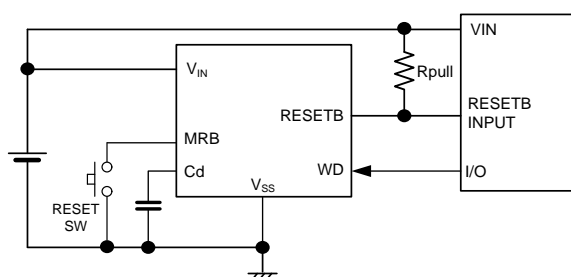 VIN
VIN
Rpull
RESETB
RESETB
INPUT
MRB
Cd
WD
I/O
VSS
RESET
SW